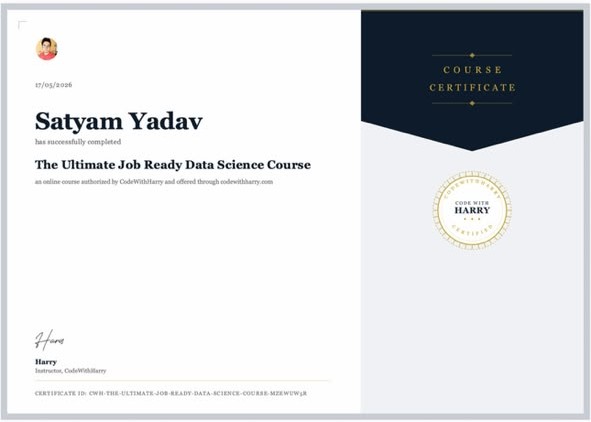 17/05/2026
COURSE
CERTIFICATE
Satyam Yadav
has successfully completed
The Ultimate Job Ready Data Science Course
an online course authorized by CodeWithHarry and offered through codewithharry.com
CODEWITHHARRY
CODE WITH
HARRY
CERTIFIED
Harry
Harry
Instructor, CodeWithHarry
CERTIFICATE ID: CWH-THE-ULTIMATE-JOB-READY-DATA-SCIENCE-COURSE-MZEWUW3R